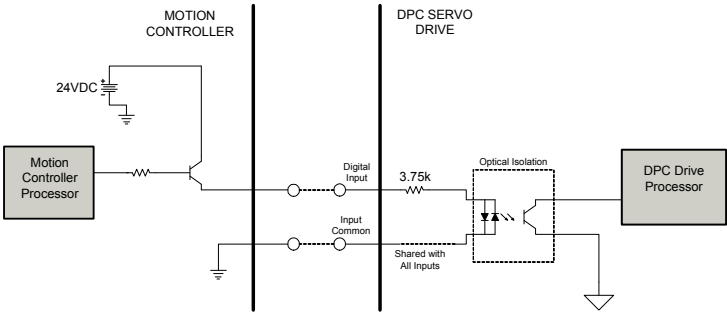 MOTION
CONTROLLER
DPC SERVO
DRIVE
24VDC
+
-
Motion
Controller
Processor
Digital
Input
3.75k
Optical Isolation
DPC Drive
Processor
Input
Common
Shared with
All Inputs